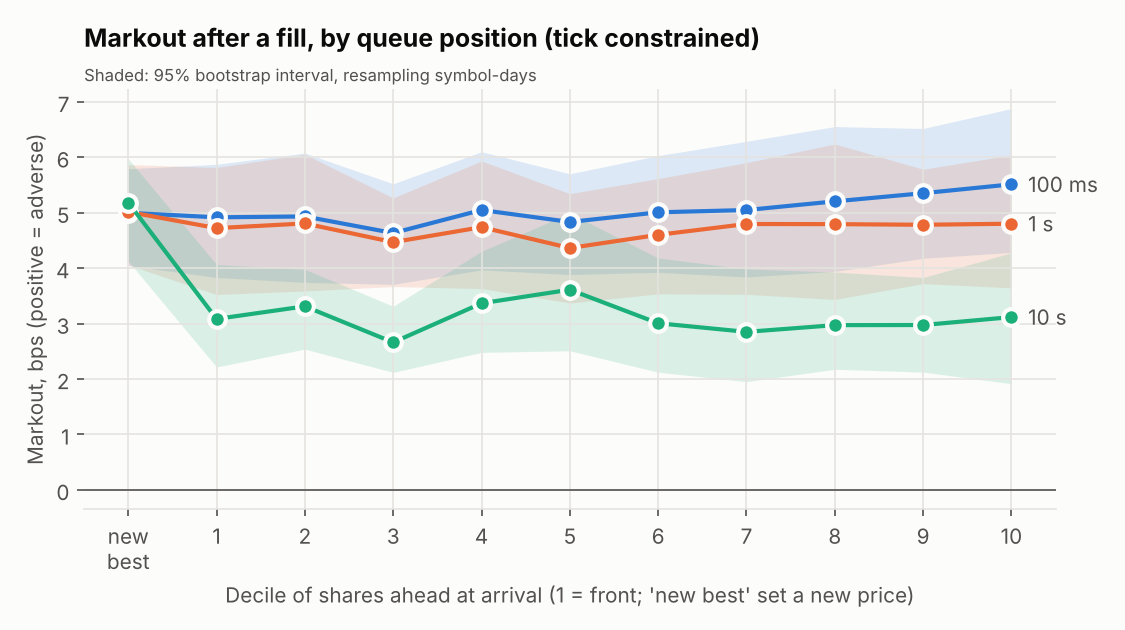 Markout after a fill, by queue position (tick constrained)
Shaded: 95% bootstrap interval, resampling symbol-days
Markout, bps (positive = adverse)
7
6
5
4
3
2
1
0
100 ms
1 s
10 s
new best
1
2
3
4
5
6
7
8
9
10
Decile of shares ahead at arrival (1 = front; 'new best' set a new price)